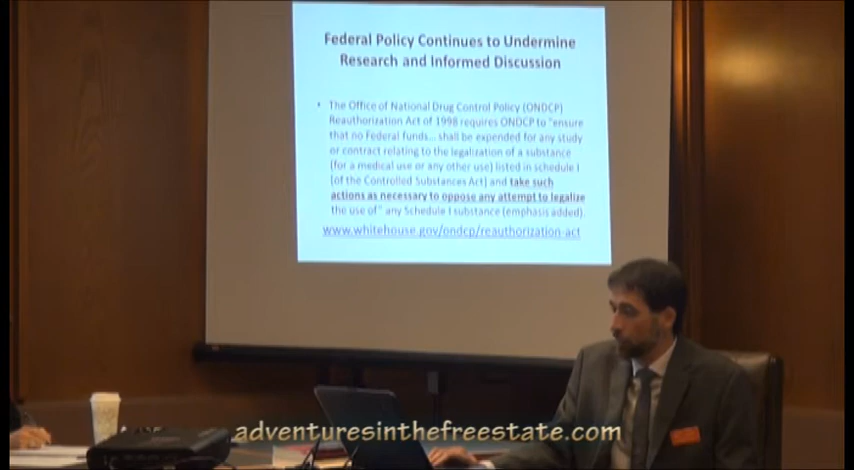 Federal Policy Continues to Undermine
Research and Informed Discussion
• The Office of National Drug Control Policy (ONDCP)
Reauthorization Act of 1998 requires ONDCP to "ensure
that no Federal funds... shall be expended for any study
or contract relating to the legalization of a substance
(for a medical use or any other use) listed in schedule I
[of the Controlled Substances Act] and take such
actions as necessary to oppose any attempt to legalize
the use of" any Schedule I substance (emphasis added).
www.whitehouse.gov/ondcp/reauthorization-act
adventuresinthefreestate.com